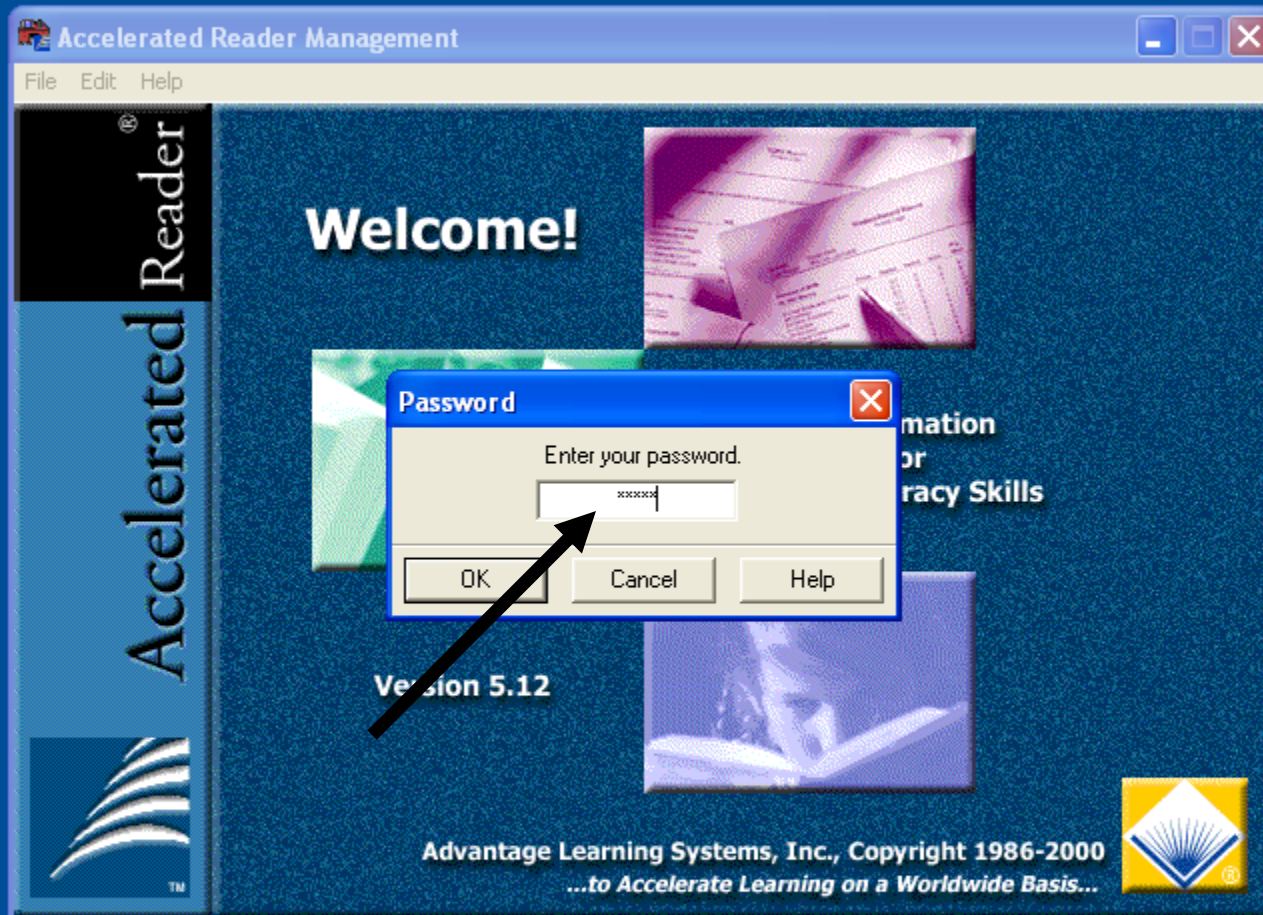 Accelerated Reader Management
File Edit Help
Accelerated Reader®
Welcome!
Password
Enter your password.
*****
OK Cancel Help
mation
or
racy Skills
Version 5.12
Advantage Learning Systems, Inc., Copyright 1986-2000
...to Accelerate Learning on a Worldwide Basis...
TM
®